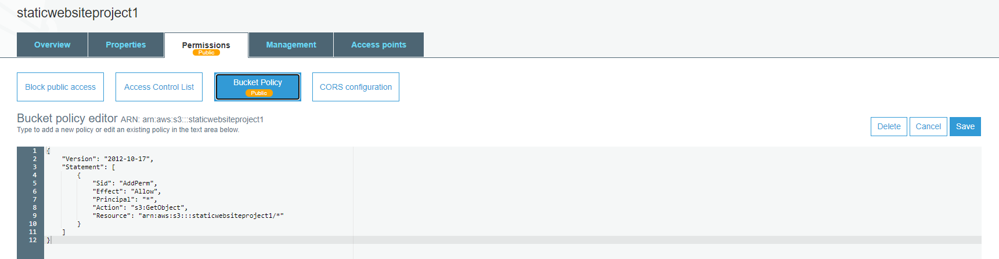 staticwebsiteproject1
Overview
Properties
Permissions
Public
Management
Access points
Block public access
Access Control List
Bucket Policy
Public
CORS configuration
Bucket policy editor ARN: arn:aws:s3:::staticwebsiteproject1
Type to add a new policy or edit an existing policy in the text area below.
Delete
Cancel
Save
1 {
2 "Version": "2012-10-17",
3 "Statement": [
4 {
5 "Sid": "AddPerm",
6 "Effect": "Allow",
7 "Principal": "*",
8 "Action": "s3:GetObject",
9 "Resource": "arn:aws:s3:::staticwebsiteproject1/*"
10 }
11 ]
12 }